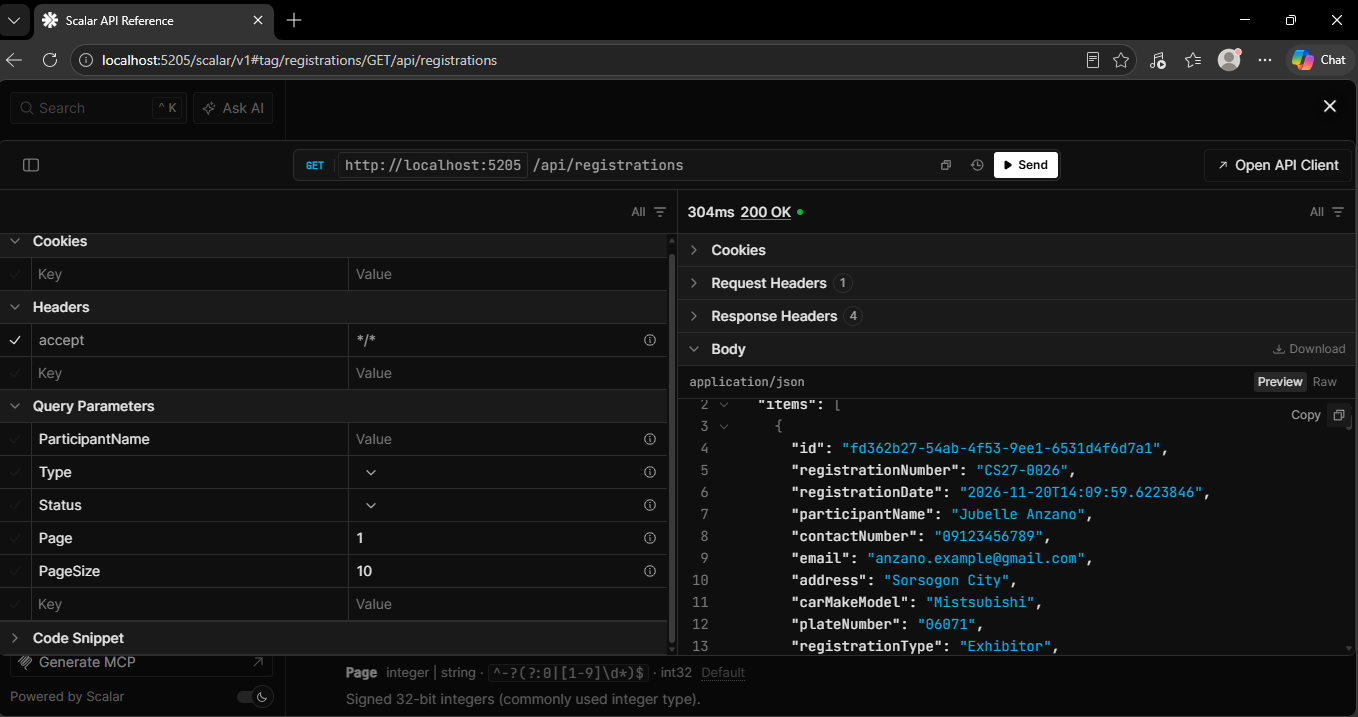 Scalar API Reference
localhost:5205/scalar/v1#tag/registrations/GET/api/registrations
Chat
Search ^ K Ask AI
GET http://localhost:5205 /api/registrations Send Open API Client
All
304ms 200 OK All
Cookies
Key Value
Headers
accept */*
Key Value
Query Parameters
ParticipantName Value
Type
Status
Page 1
PageSize 10
Key Value
Code Snippet
Cookies
Request Headers 1
Response Headers 4
Body Download
application/json Preview Raw
Copy
2 "items": [
3 {
4 "id": "fd362b27-54ab-4f53-9ee1-6531d4f6d7a1",
5 "registrationNumber": "CS27-0026",
6 "registrationDate": "2026-11-20T14:09:59.6223846",
7 "participantName": "Jubelle Anzano",
8 "contactNumber": "09123456789",
9 "email": "anzano.example@gmail.com",
10 "address": "Sorsogon City",
11 "carMakeModel": "Mistsubishi",
12 "plateNumber": "06071",
13 "registrationType": "Exhibitor",
Generate MCP
Powered by Scalar
Page integer | string · ^-?(?:0|[1-9]\d*)$ · int32 Default
Signed 32-bit integers (commonly used integer type).